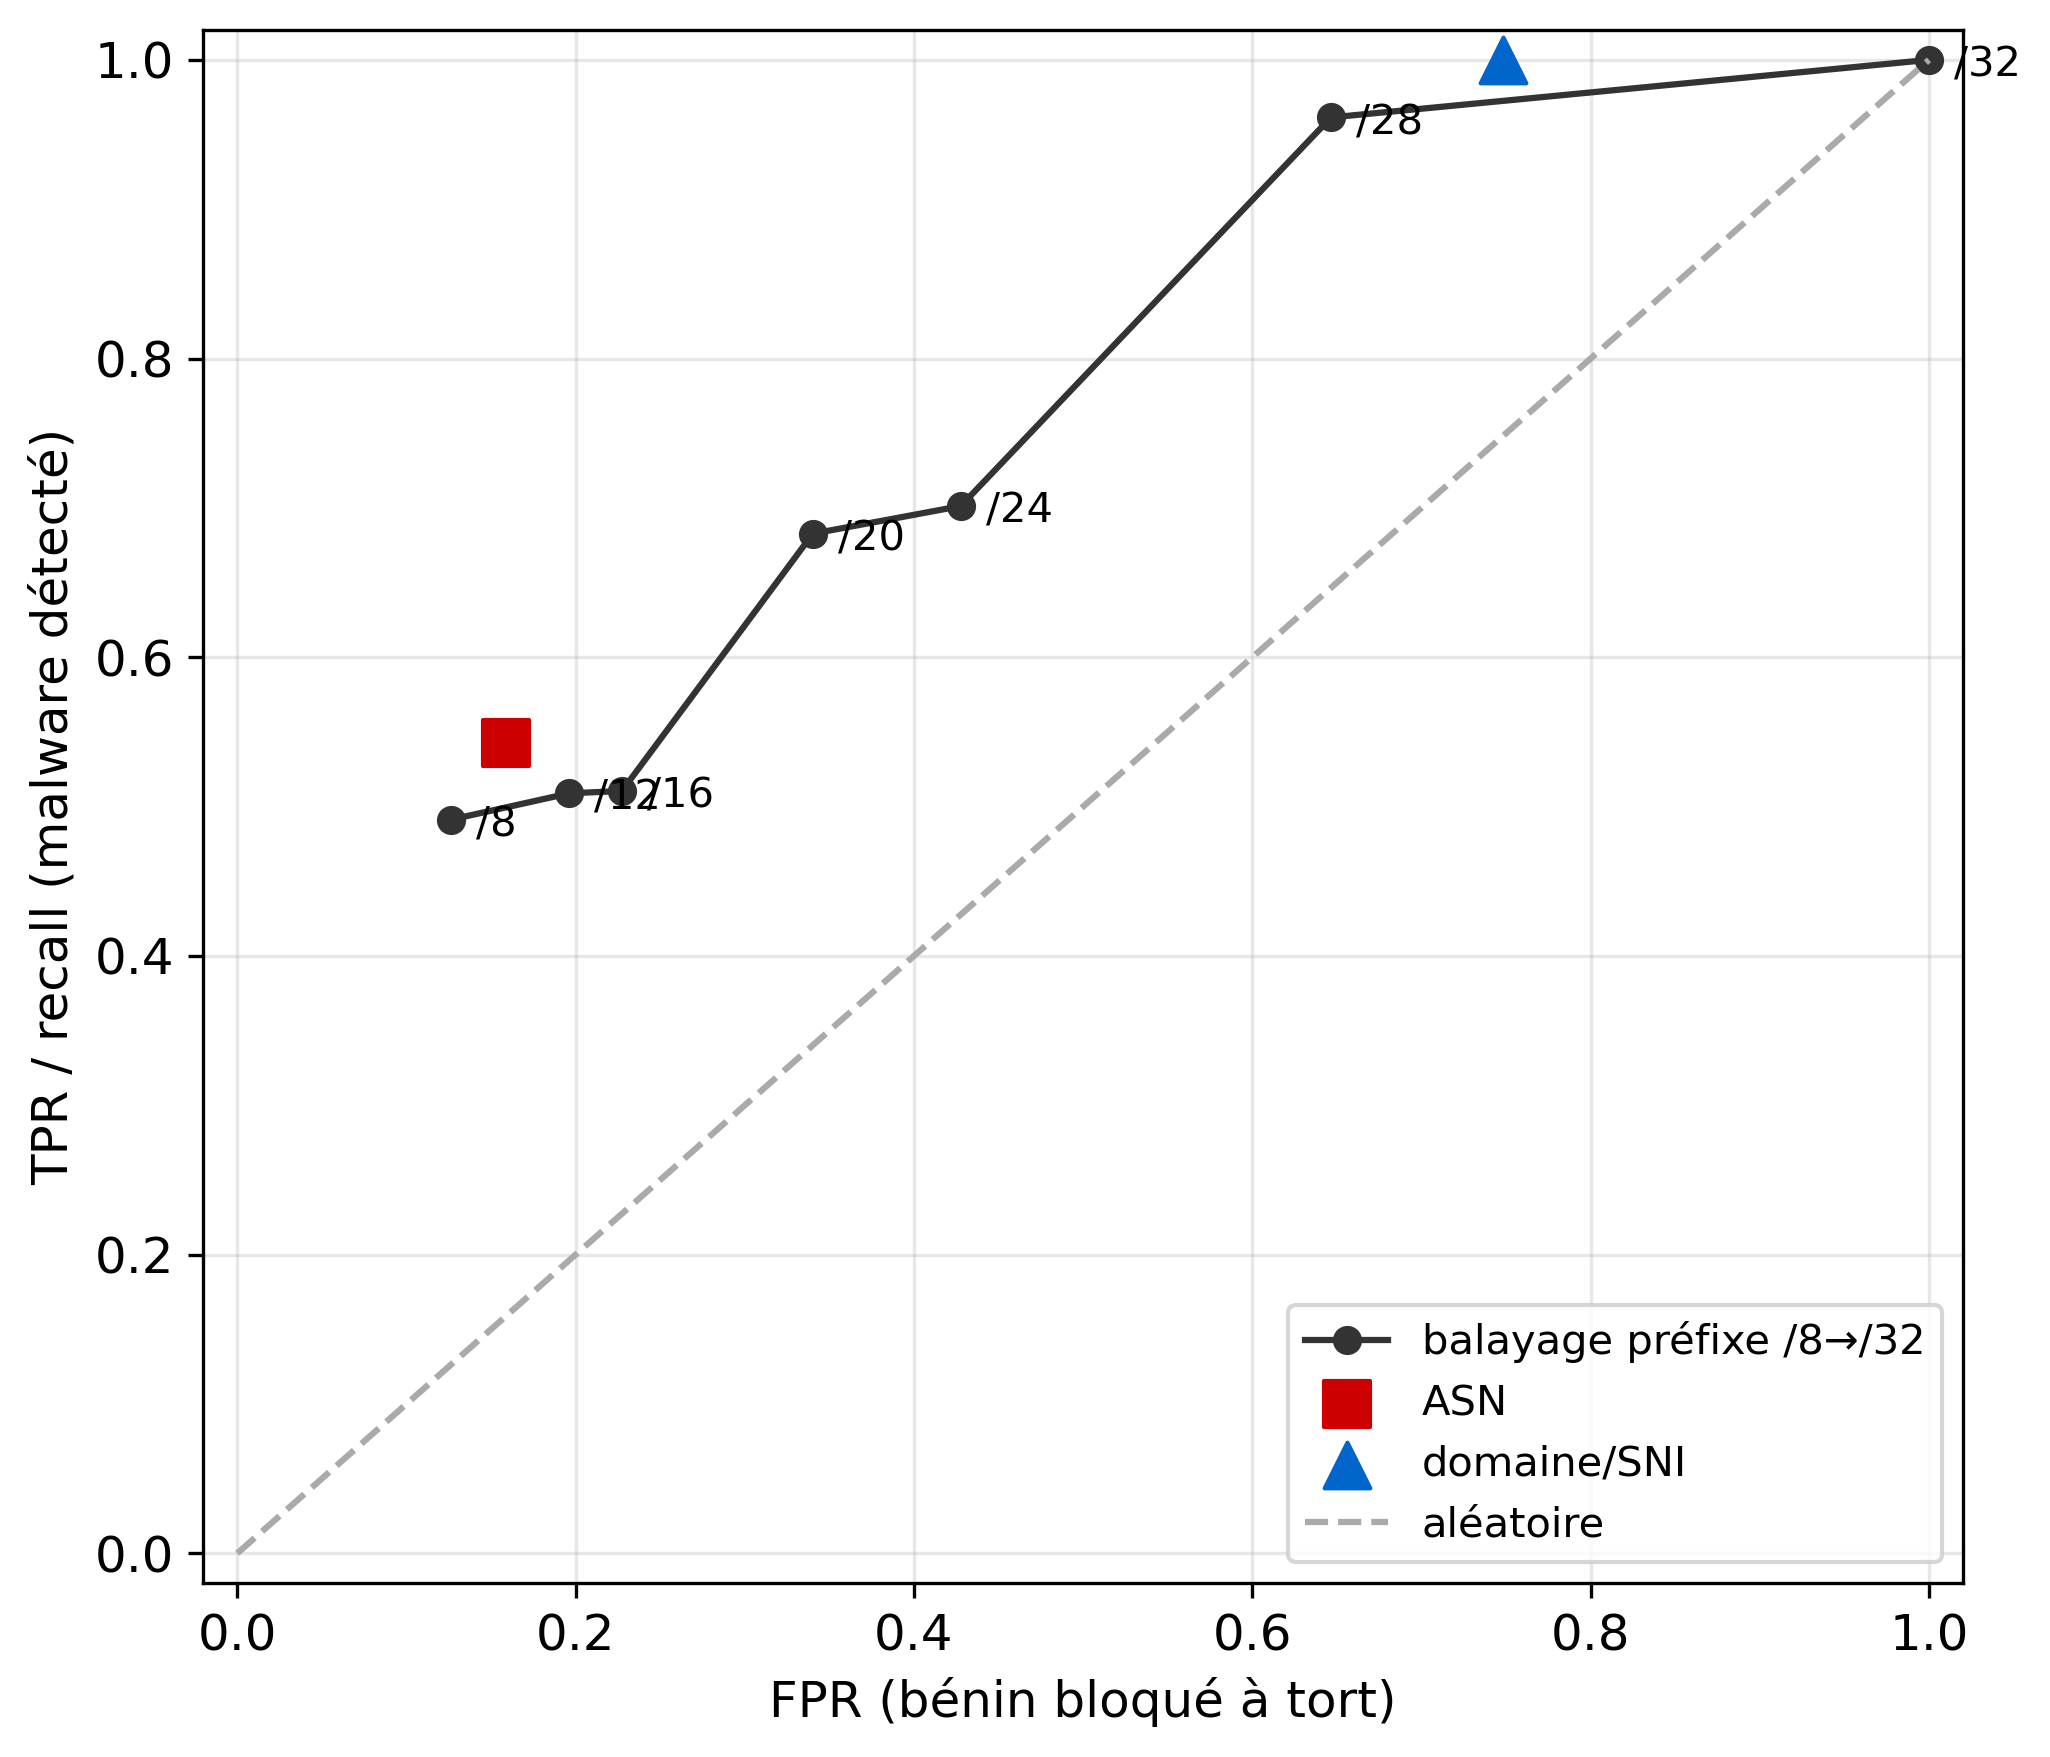 1.0
0.8
0.6
0.4
0.2
0.0
TPR / recall (malware détecté)
/32
/28
/24
/20
/12
/16
/8
balayage préfixe /8→/32
ASN
domaine/SNI
aléatoire
0.0 0.2 0.4 0.6 0.8 1.0
FPR (bénin bloqué à tort)